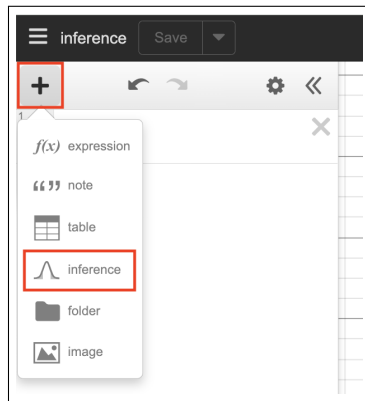 inference Save
1
f(x) expression
“ ” note
table
inference
folder
image